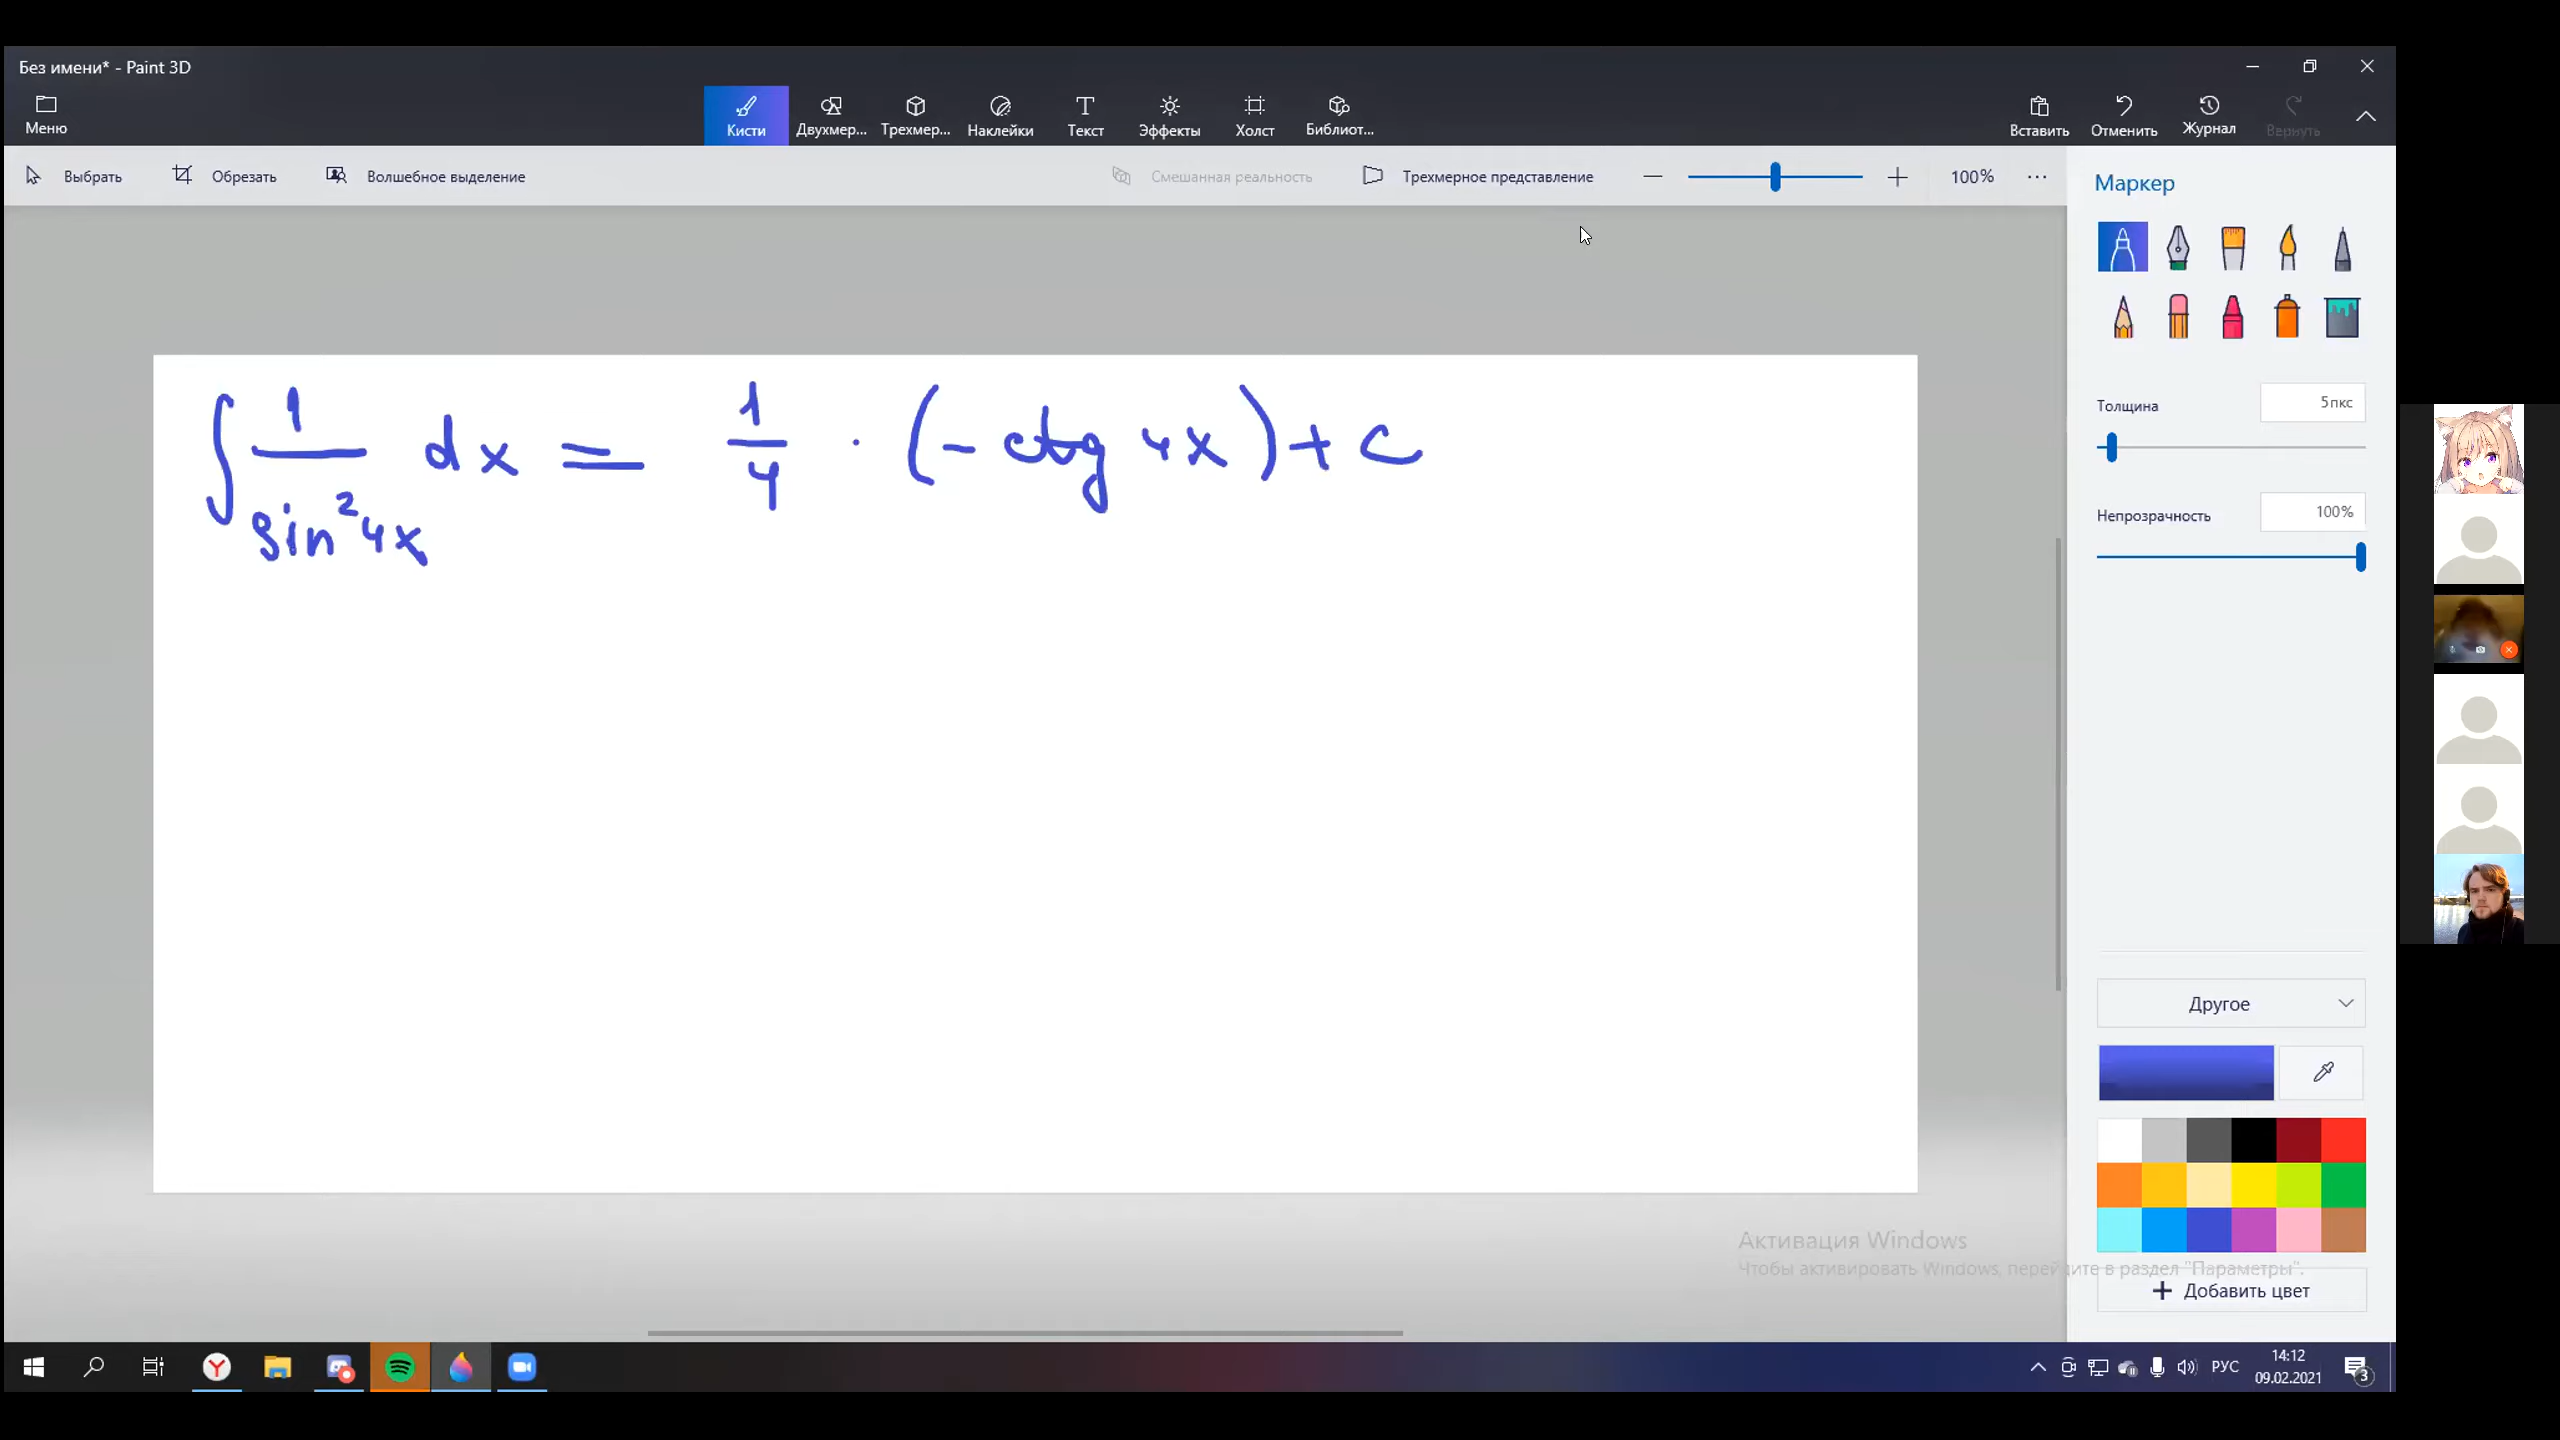 Без имени* - Paint 3D
Меню
Кисти
Двухмер...
Трехмер...
Наклейки
Текст
Эффекты
Холст
Библиот...
Вставить
Отменить
Журнал
Вернуть
Выбрать
Обрезать
Волшебное выделение
Смешанная реальность
Трехмерное представление
100%
Маркер
Толщина
5пкс
Непрозрачность
100%
∫ 1/sin²4x dx = 1/4 · (- ctg 4x) + C
Другое
Активация Windows
Чтобы активировать Windows, перейдите в раздел "Параметры".
Добавить цвет
РУС
14:12
09.02.2021
3